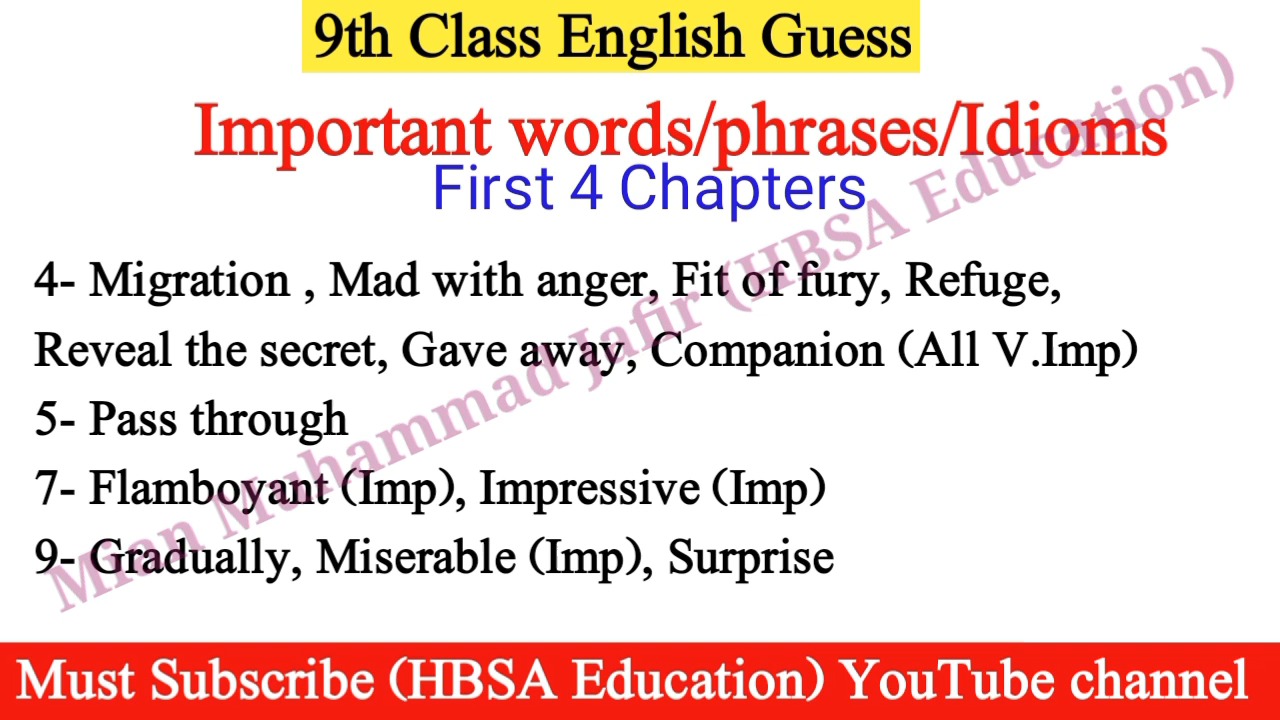 9th Class English Guess
Important words/phrases/Idioms
First 4 Chapters
4- Migration , Mad with anger, Fit of fury, Refuge,
Reveal the secret, Gave away, Companion (All V.Imp)
5- Pass through
7- Flamboyant (Imp), Impressive (Imp)
9- Gradually, Miserable (Imp), Surprise
Mian Muhammad Jafir (HBSA Education)
Must Subscribe (HBSA Education) YouTube channel